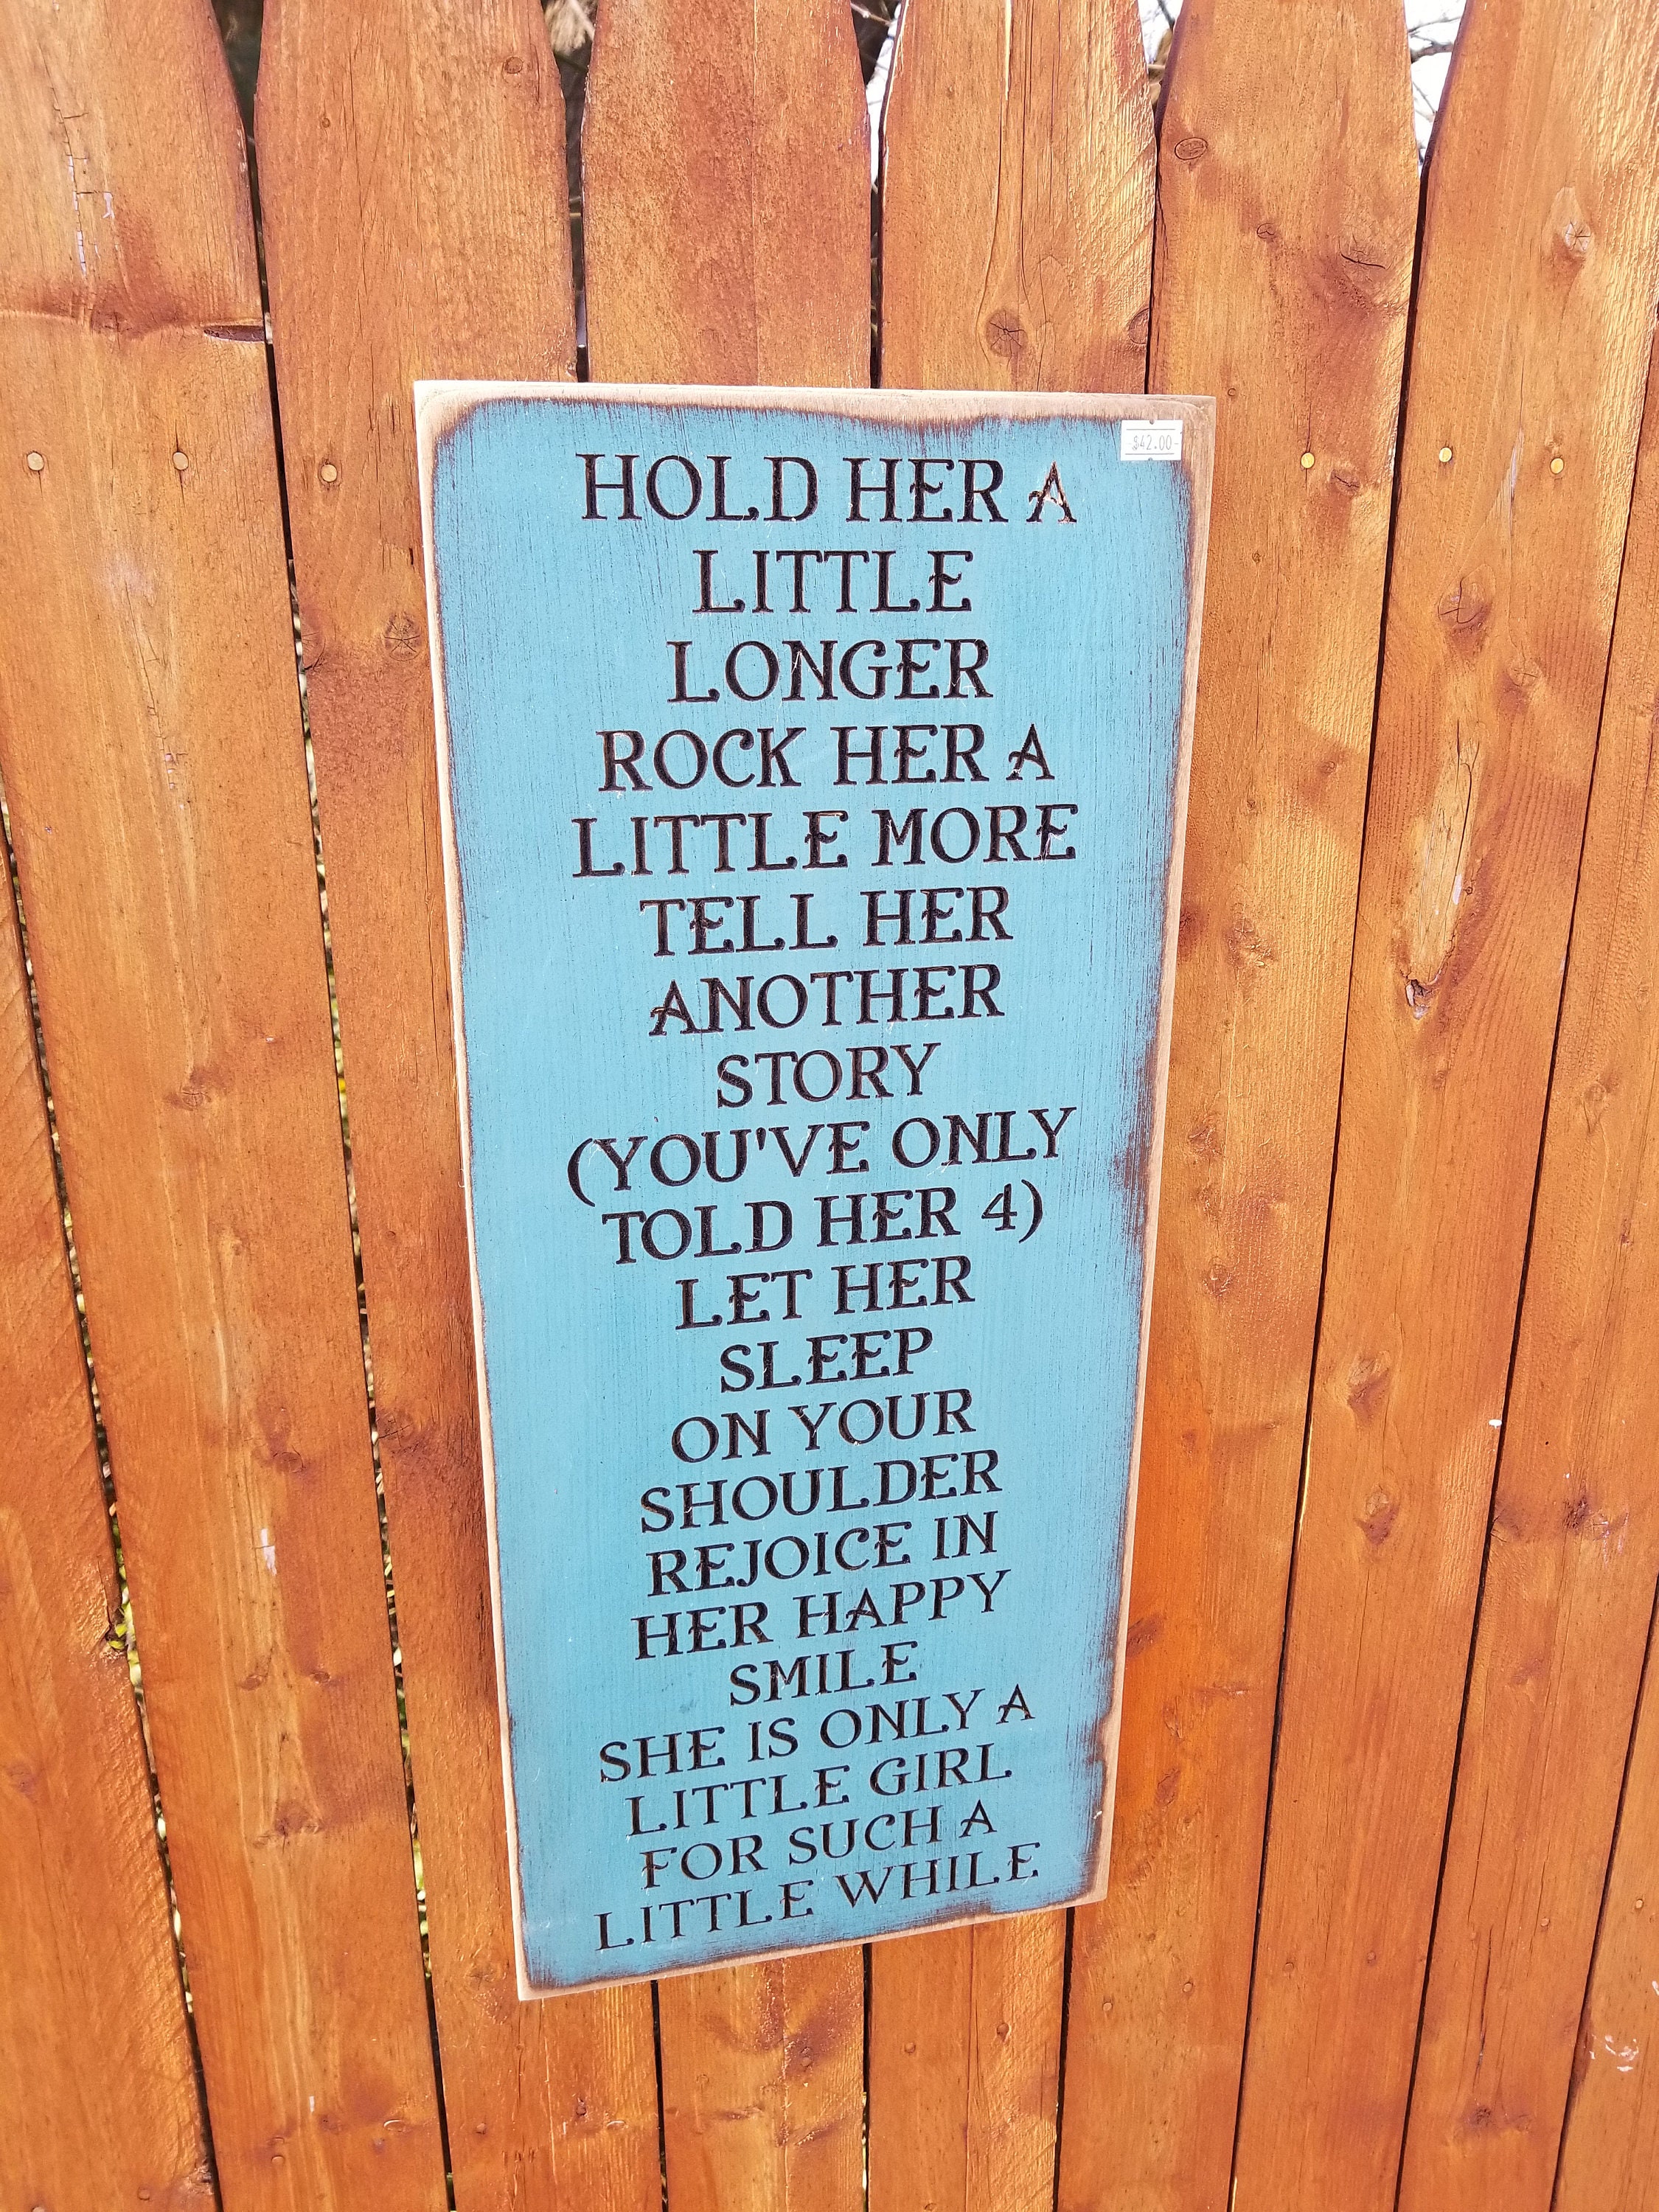 $42.00
HOLD HER A
LITTLE
LONGER
ROCK HER A
LITTLE MORE
TELL HER
ANOTHER
STORY
(YOU'VE ONLY
TOLD HER 4)
LET HER
SLEEP
ON YOUR
SHOULDER
REJOICE IN
HER HAPPY
SMILE
SHE IS ONLY A
LITTLE GIRL
FOR SUCH A
LITTLE WHILE